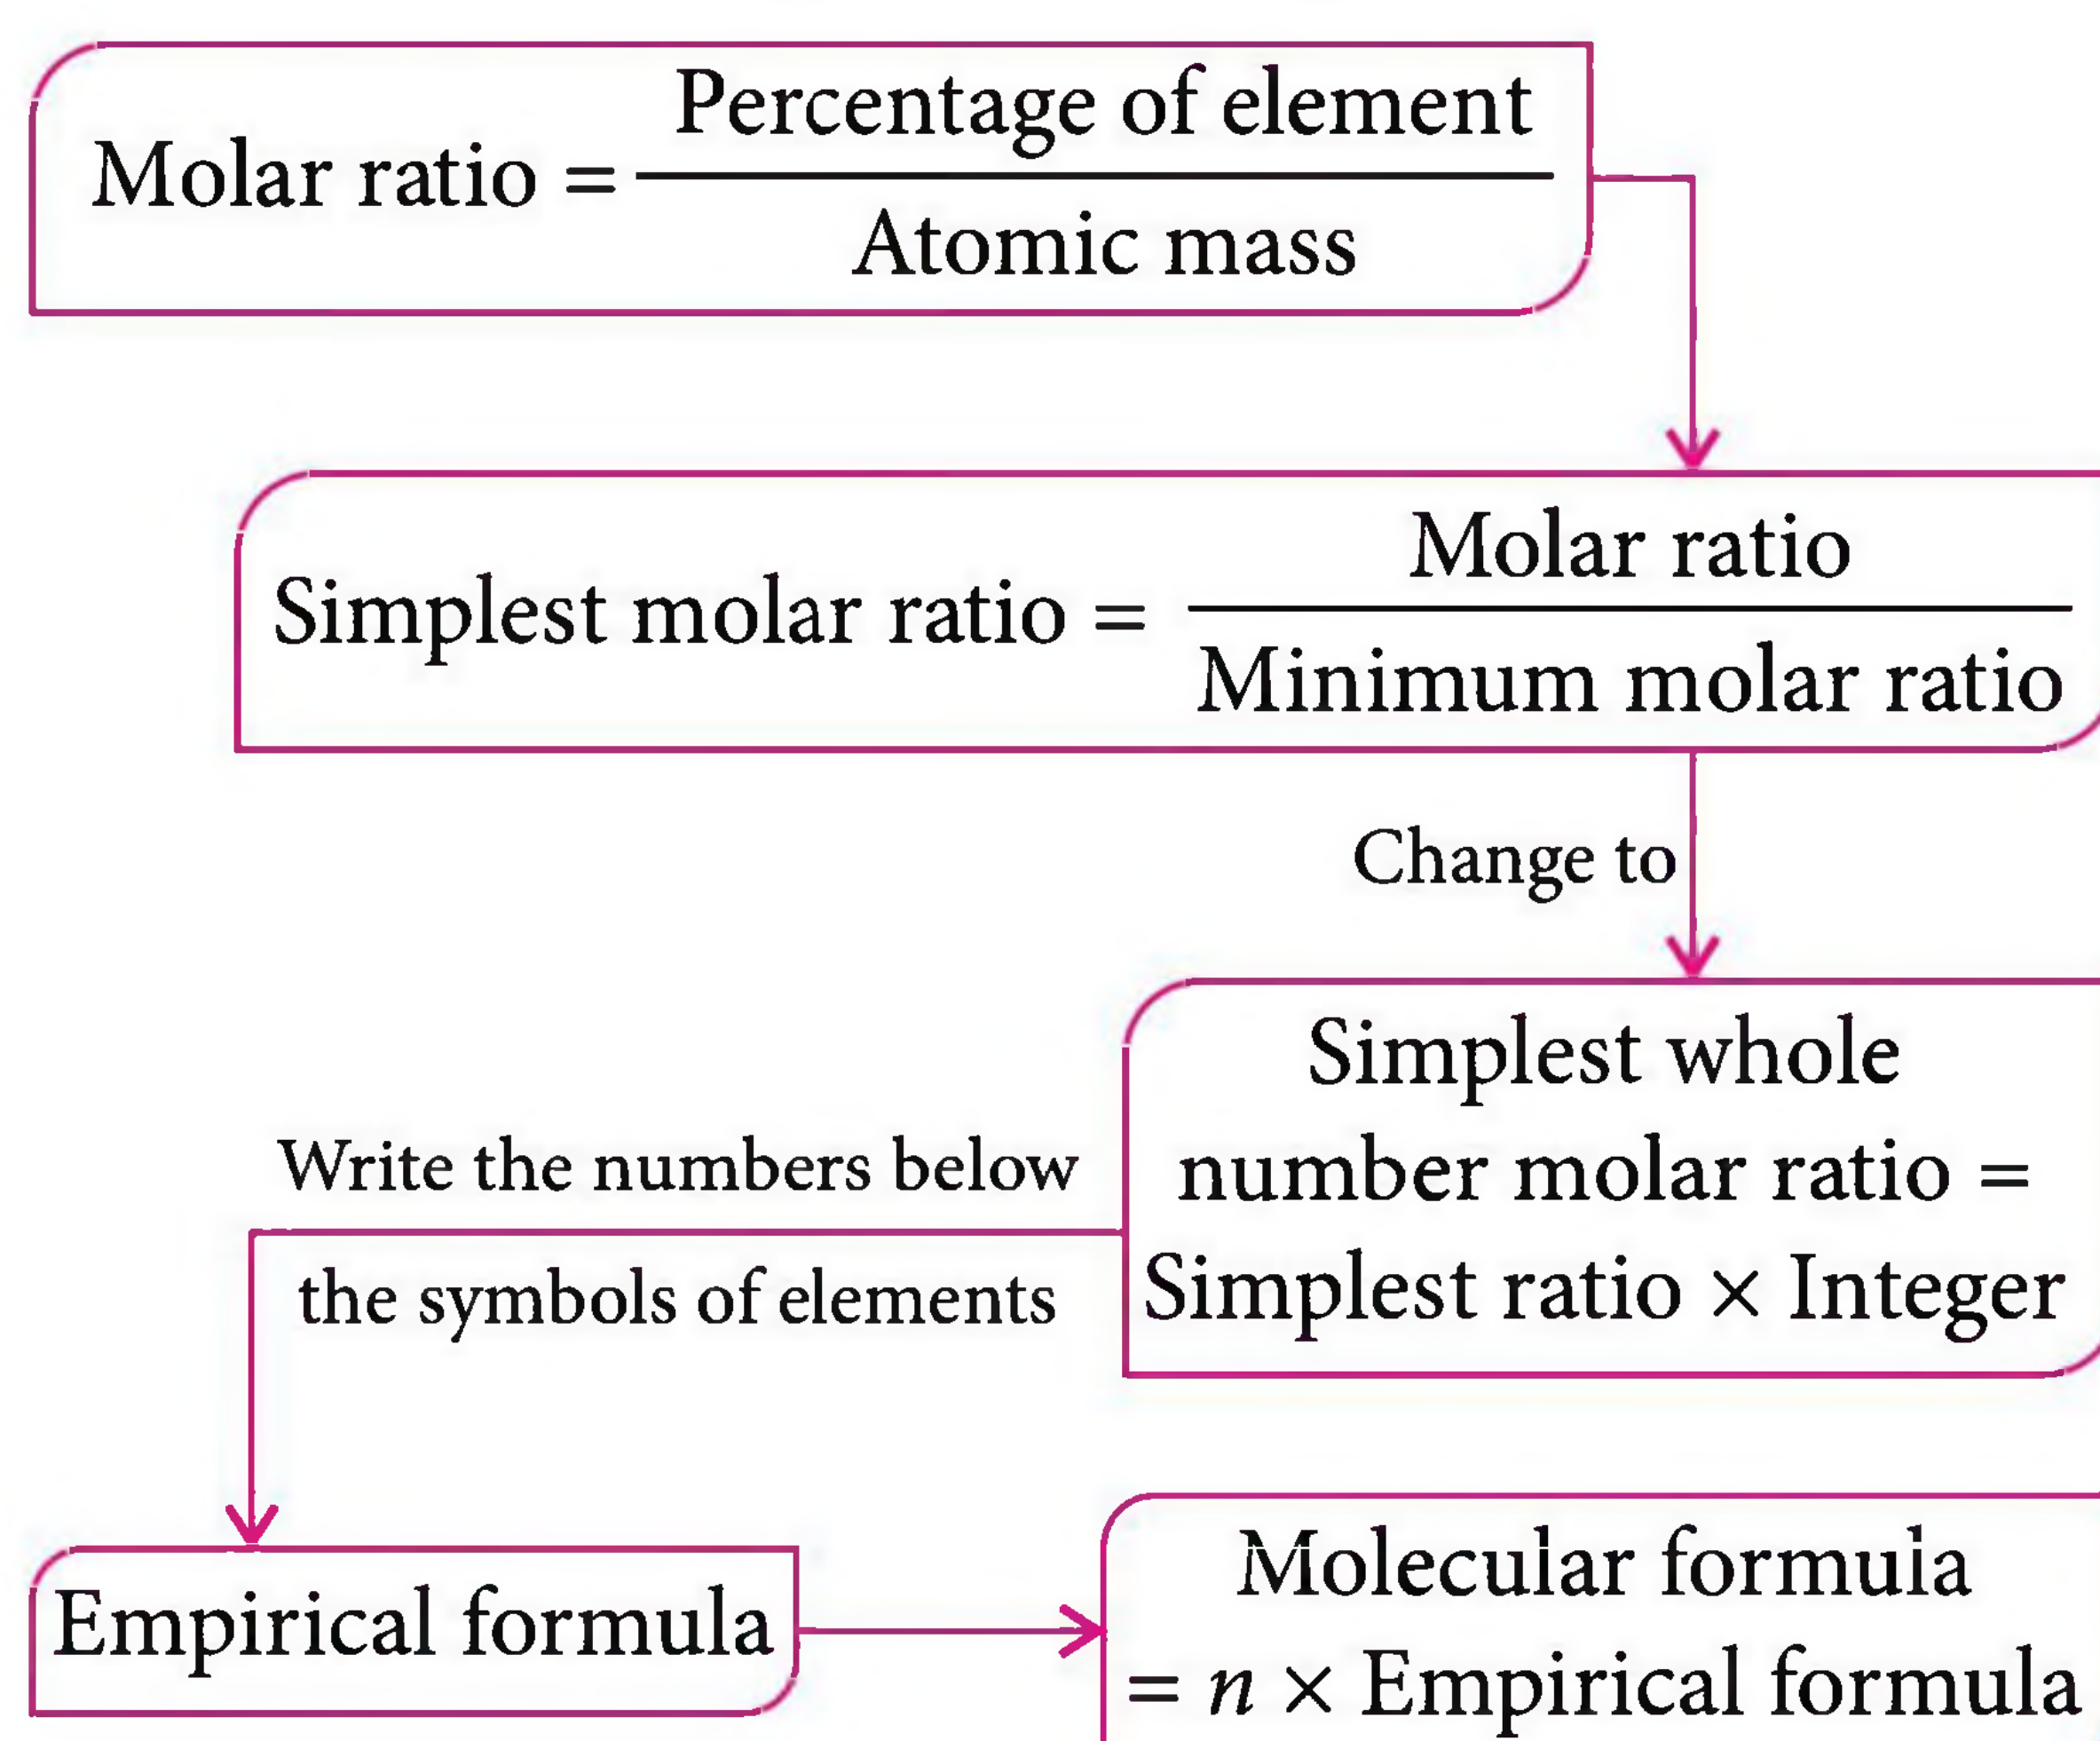 Molar ratio = Percentage of element / Atomic mass
Simplest molar ratio = Molar ratio / Minimum molar ratio
Change to
Simplest whole
number molar ratio =
Simplest ratio × Integer
Write the numbers below
the symbols of elements
Empirical formula
Molecular formula
= n × Empirical formula